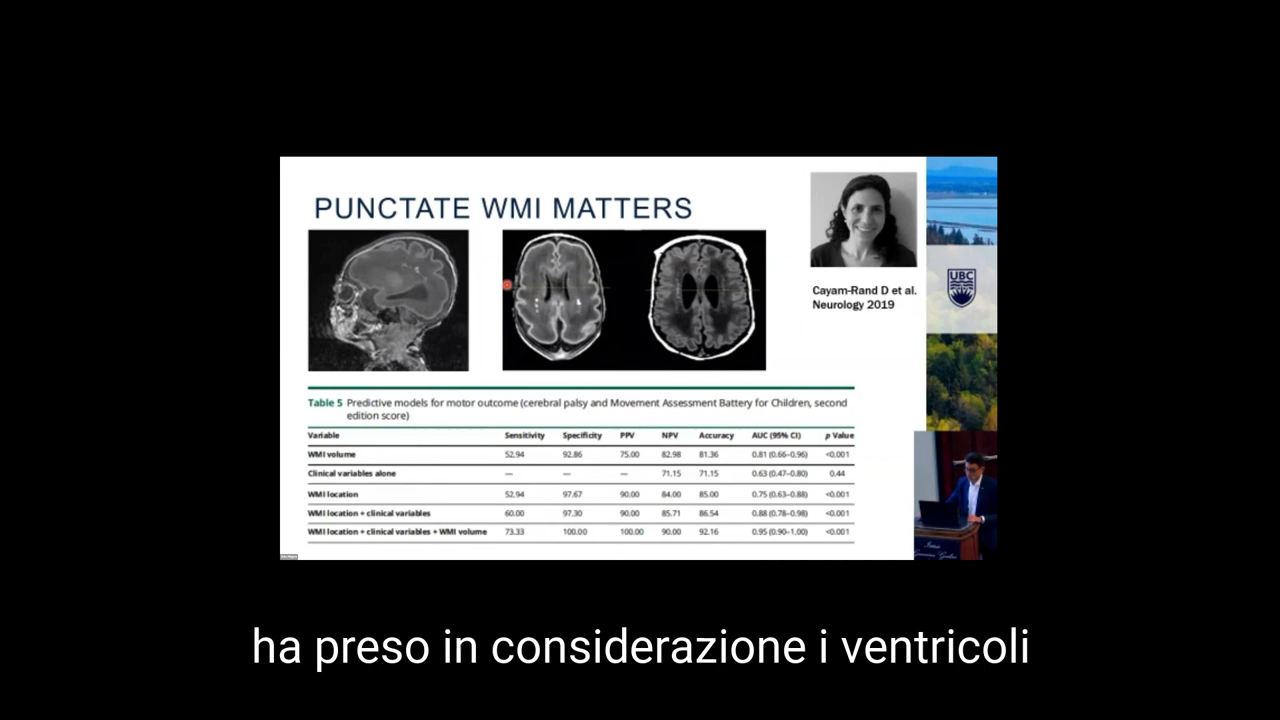 PUNCTATE WMI MATTERS
Cayam-Rand D et al.
Neurology 2019
UBC
Table 5 Predictive models for motor outcome (cerebral palsy and Movement Assessment Battery for Children, second
edition score)
Variable Sensitivity Specificity PPV NPV Accuracy AUC (95% CI) p Value
WMI volume 52.94 92.86 75.00 82.98 81.36 0.81 (0.66–0.96) <0.001
Clinical variables alone — — — 71.15 71.15 0.63 (0.47–0.80) 0.44
WMI location 52.94 97.67 90.00 84.00 85.00 0.75 (0.63–0.88) <0.001
WMI location + clinical variables 60.00 97.30 90.00 85.71 86.54 0.88 (0.78–0.98) <0.001
WMI location + clinical variables + WMI volume 73.33 100.00 100.00 90.00 92.16 0.95 (0.90–1.00) <0.001
ha preso in considerazione i ventricoli